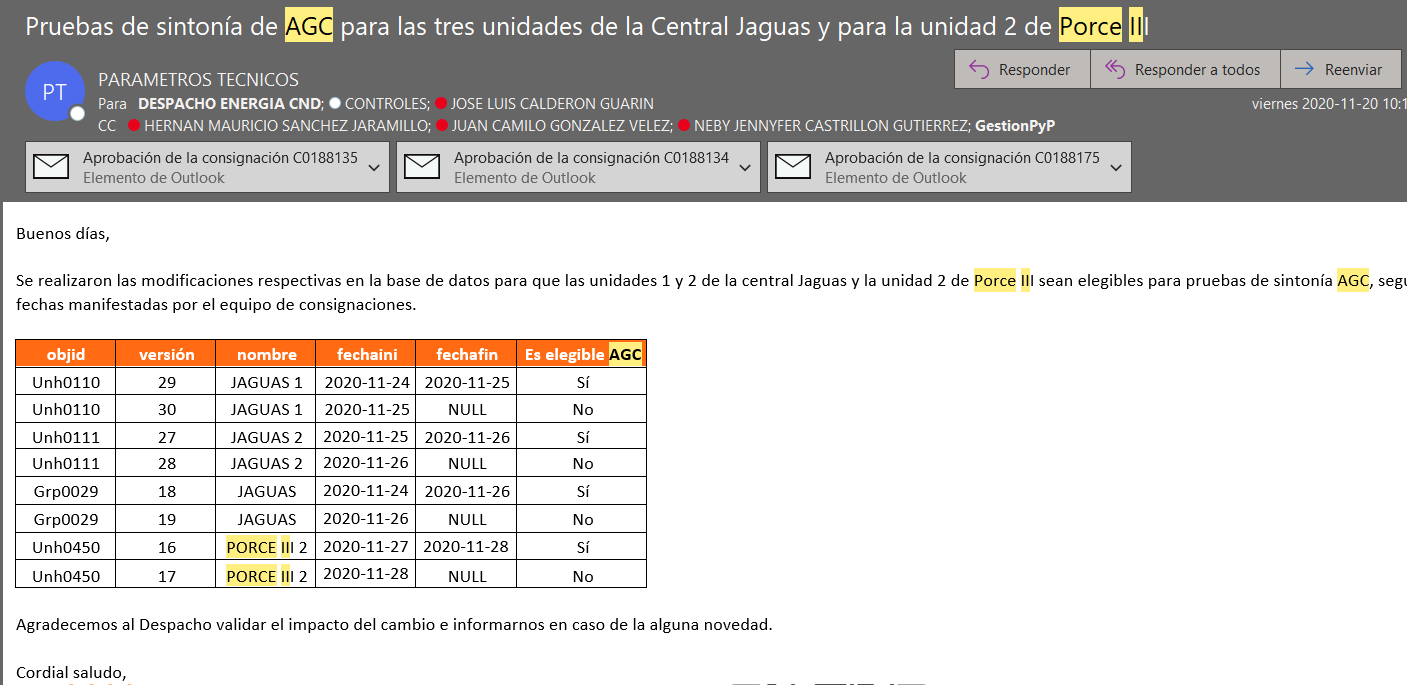 Pruebas de sintonía de AGC para las tres unidades de la Central Jaguas y para la unidad 2 de Porce III
Responder
Responder a todos
Reenviar
PT
PARAMETROS TECNICOS
Para DESPACHO ENERGIA CND; CONTROLES; JOSE LUIS CALDERON GUARIN
viernes 2020-11-20 10:1
CC HERNAN MAURICIO SANCHEZ JARAMILLO; JUAN CAMILO GONZALEZ VELEZ; NEBY JENNYFER CASTRILLON GUTIERREZ; GestionPyP
Aprobación de la consignación C0188135
Elemento de Outlook
Aprobación de la consignación C0188134
Elemento de Outlook
Aprobación de la consignación C0188175
Elemento de Outlook
Buenos días,
Se realizaron las modificaciones respectivas en la base de datos para que las unidades 1 y 2 de la central Jaguas y la unidad 2 de Porce III sean elegibles para pruebas de sintonía AGC, segu
fechas manifestadas por el equipo de consignaciones.
objid versión nombre fechaini fechafin Es elegible AGC
Unh0110 29 JAGUAS 1 2020-11-24 2020-11-25 Sí
Unh0110 30 JAGUAS 1 2020-11-25 NULL No
Unh0111 27 JAGUAS 2 2020-11-25 2020-11-26 Sí
Unh0111 28 JAGUAS 2 2020-11-26 NULL No
Grp0029 18 JAGUAS 2020-11-24 2020-11-26 Sí
Grp0029 19 JAGUAS 2020-11-26 NULL No
Unh0450 16 PORCE III 2 2020-11-27 2020-11-28 Sí
Unh0450 17 PORCE III 2 2020-11-28 NULL No
Agradecemos al Despacho validar el impacto del cambio e informarnos en caso de la alguna novedad.
Cordial saludo,